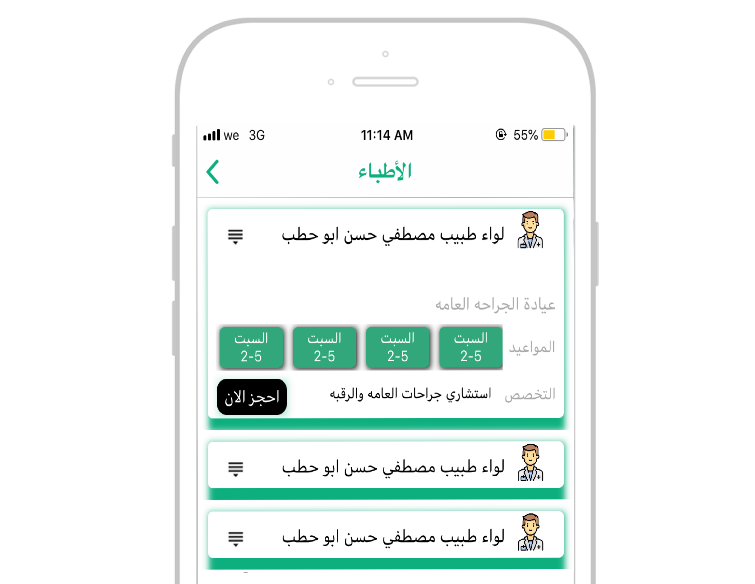 we 3G 11:14 AM 55%
الأطباء
لواء طبيب مصطفي حسن ابو حطب
عيادة الجراحه العامه
المواعيد
السبت
2-5
السبت
2-5
السبت
2-5
السبت
2-5
التخصص استشاري جراحات العامه والرقبه
احجز الان
لواء طبيب مصطفي حسن ابو حطب
لواء طبيب مصطفي حسن ابو حطب